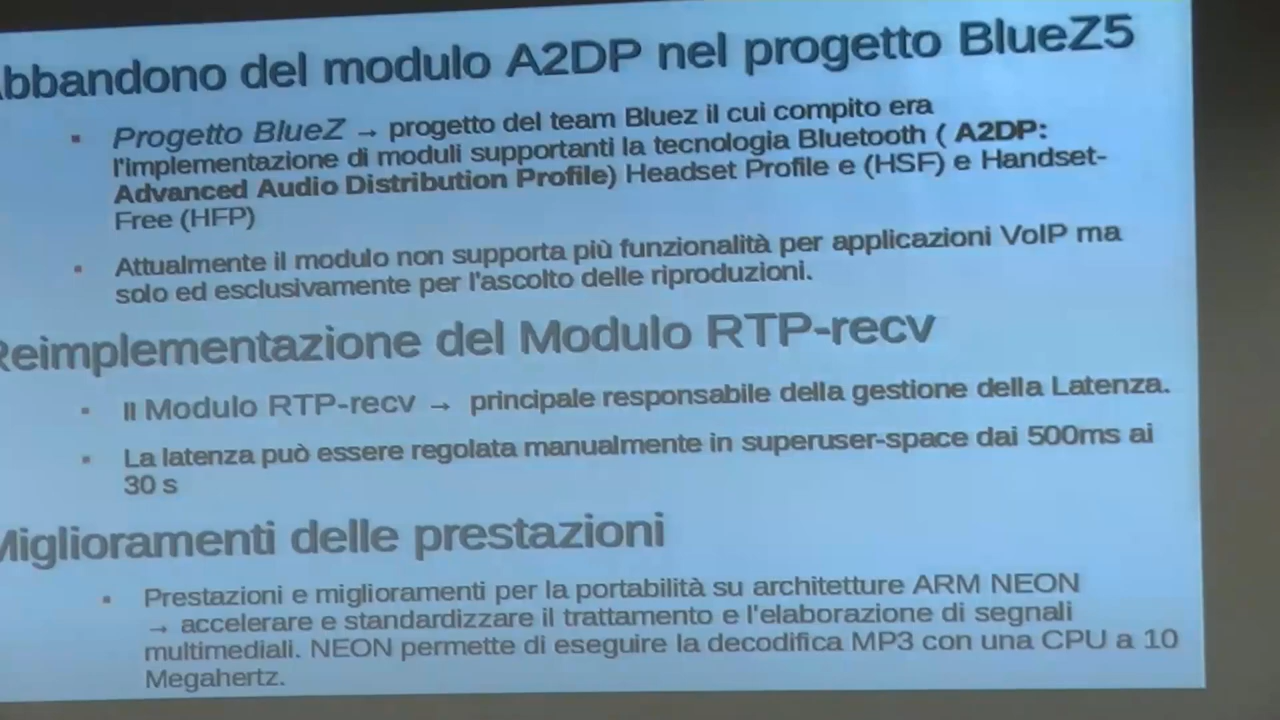 bbandono del modulo A2DP nel progetto BlueZ5
Progetto BlueZ → progetto del team Bluez il cui compito era
l'implementazione di moduli supportanti la tecnologia Bluetooth ( A2DP:
Advanced Audio Distribution Profile) Headset Profile e (HSF) e Handset-
Free (HFP)
Attualmente il modulo non supporta più funzionalità per applicazioni VoIP ma
solo ed esclusivamente per l'ascolto delle riproduzioni.
Reimplementazione del Modulo RTP-recv
Il Modulo RTP-recv → principale responsabile della gestione della Latenza.
La latenza può essere regolata manualmente in superuser-space dai 500ms ai
30 s
Miglioramenti delle prestazioni
Prestazioni e miglioramenti per la portabilità su architetture ARM NEON
→ accelerare e standardizzare il trattamento e l'elaborazione di segnali
multimediali. NEON permette di eseguire la decodifica MP3 con una CPU a 10
Megahertz.